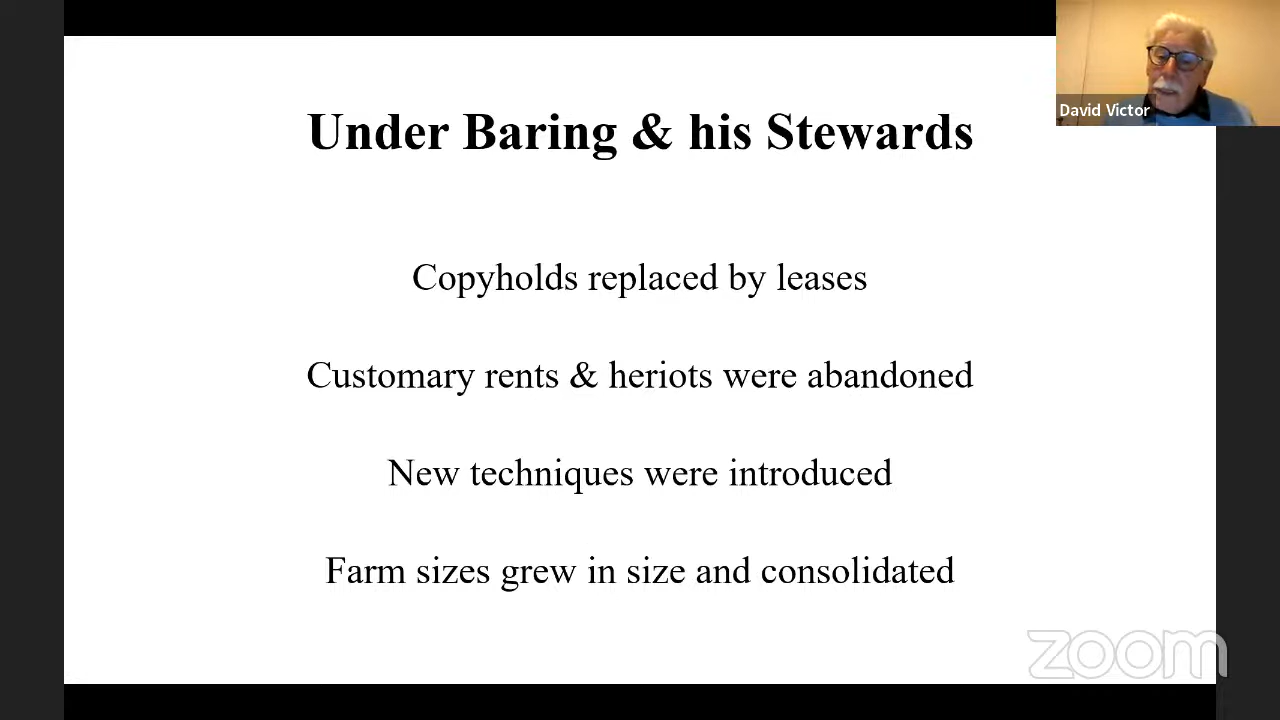 Under Baring & his Stewards
David Victor
Copyholds replaced by leases
Customary rents & heriots were abandoned
New techniques were introduced
Farm sizes grew in size and consolidated
zoom